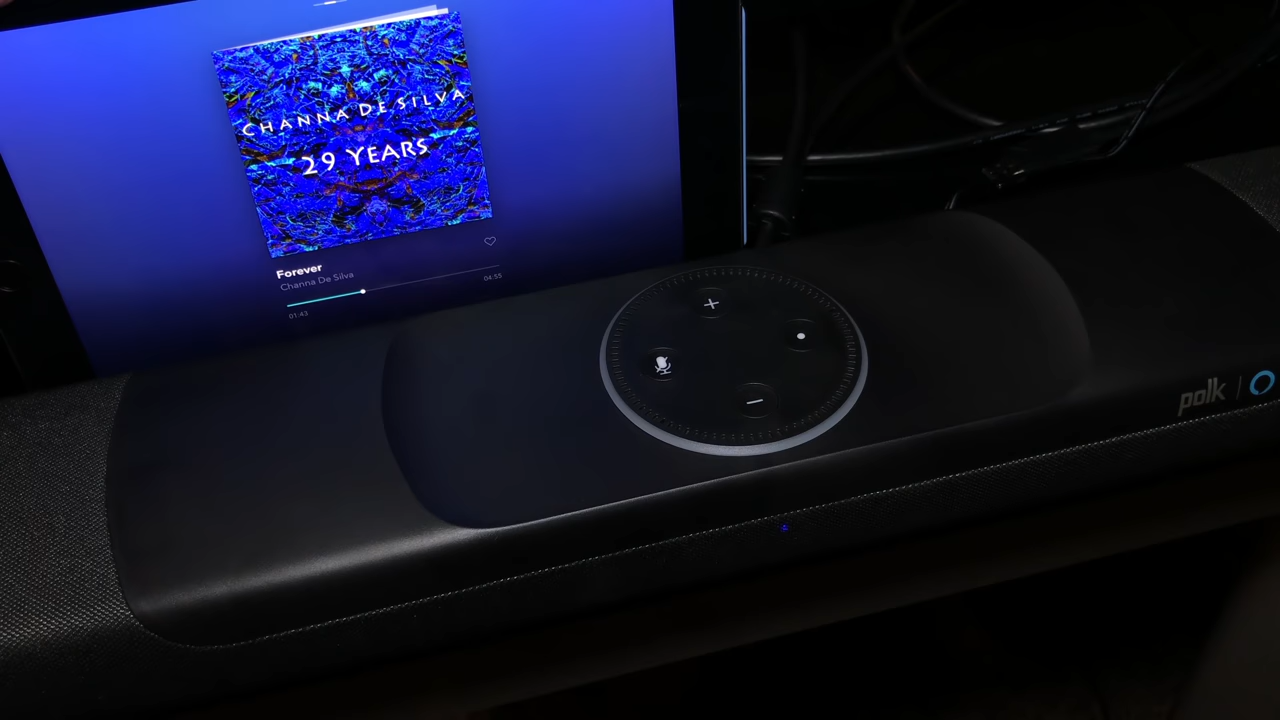 CHANNA DE SILVA
29 YEARS
Forever
Channa De Silva
01:43
04:55
polk